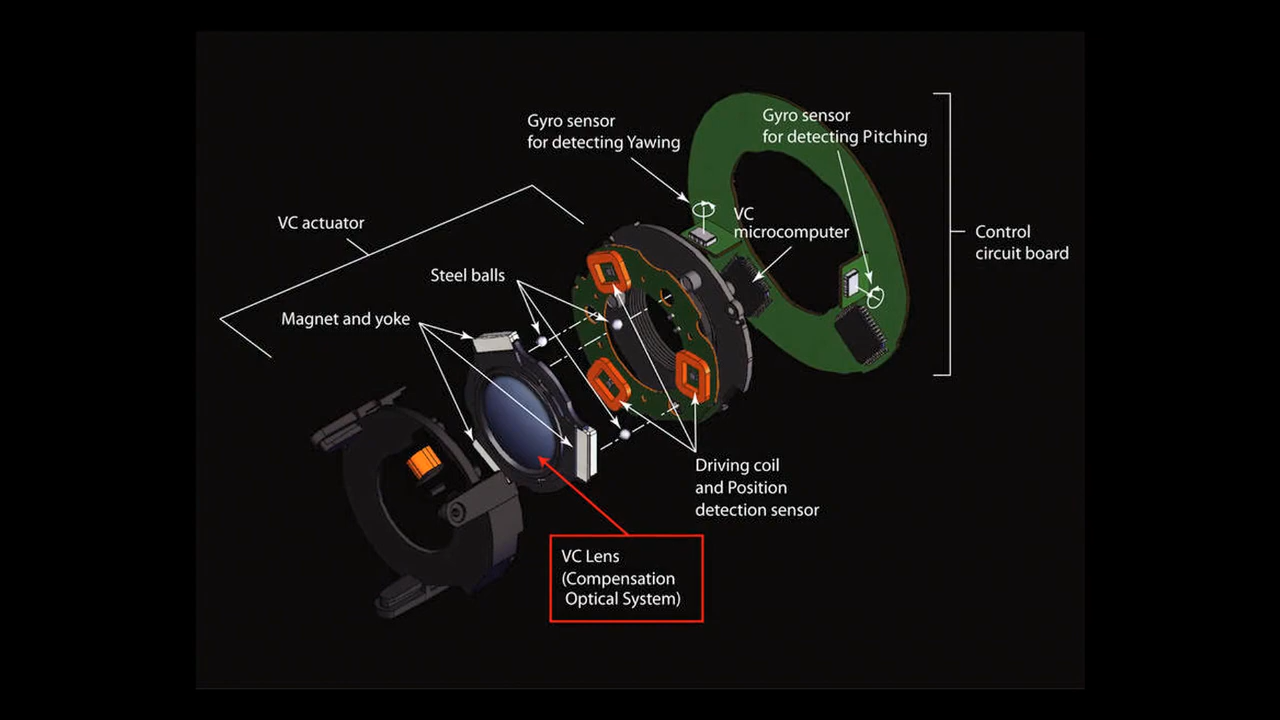 Gyro sensor
for detecting Yawing
Gyro sensor
for detecting Pitching
VC actuator
VC
microcomputer
Control
circuit board
Steel balls
Magnet and yoke
Driving coil
and Position
detection sensor
VC Lens
(Compensation
Optical System)